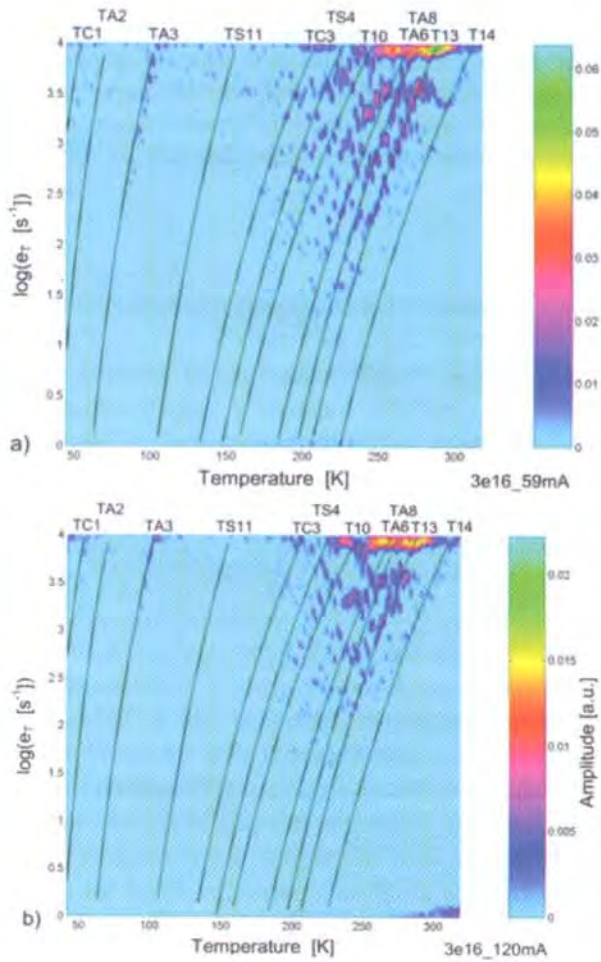 TA2 TS4 TA8
TC1 TA3 TS11 TC3 T10 TA6 T13 T14
4
3.5
3
2.5
2
1.5
1
0.5
0
log(eT [s-1])
0.06
0.05
0.04
0.03
0.02
0.01
0
a)
50 100 150 200 250 300
Temperature [K]
3e16_59mA
TA2 TS4 TA8
TC1 TA3 TS11 TC3 T10 TA6 T13 T14
4
3.5
3
2.5
2
1.5
1
0.5
0
log(eT [s-1])
0.02
0.015
0.01
0.005
0
Amplitude [a.u.]
b)
50 100 150 200 250 300
Temperature [K]
3e16_120mA